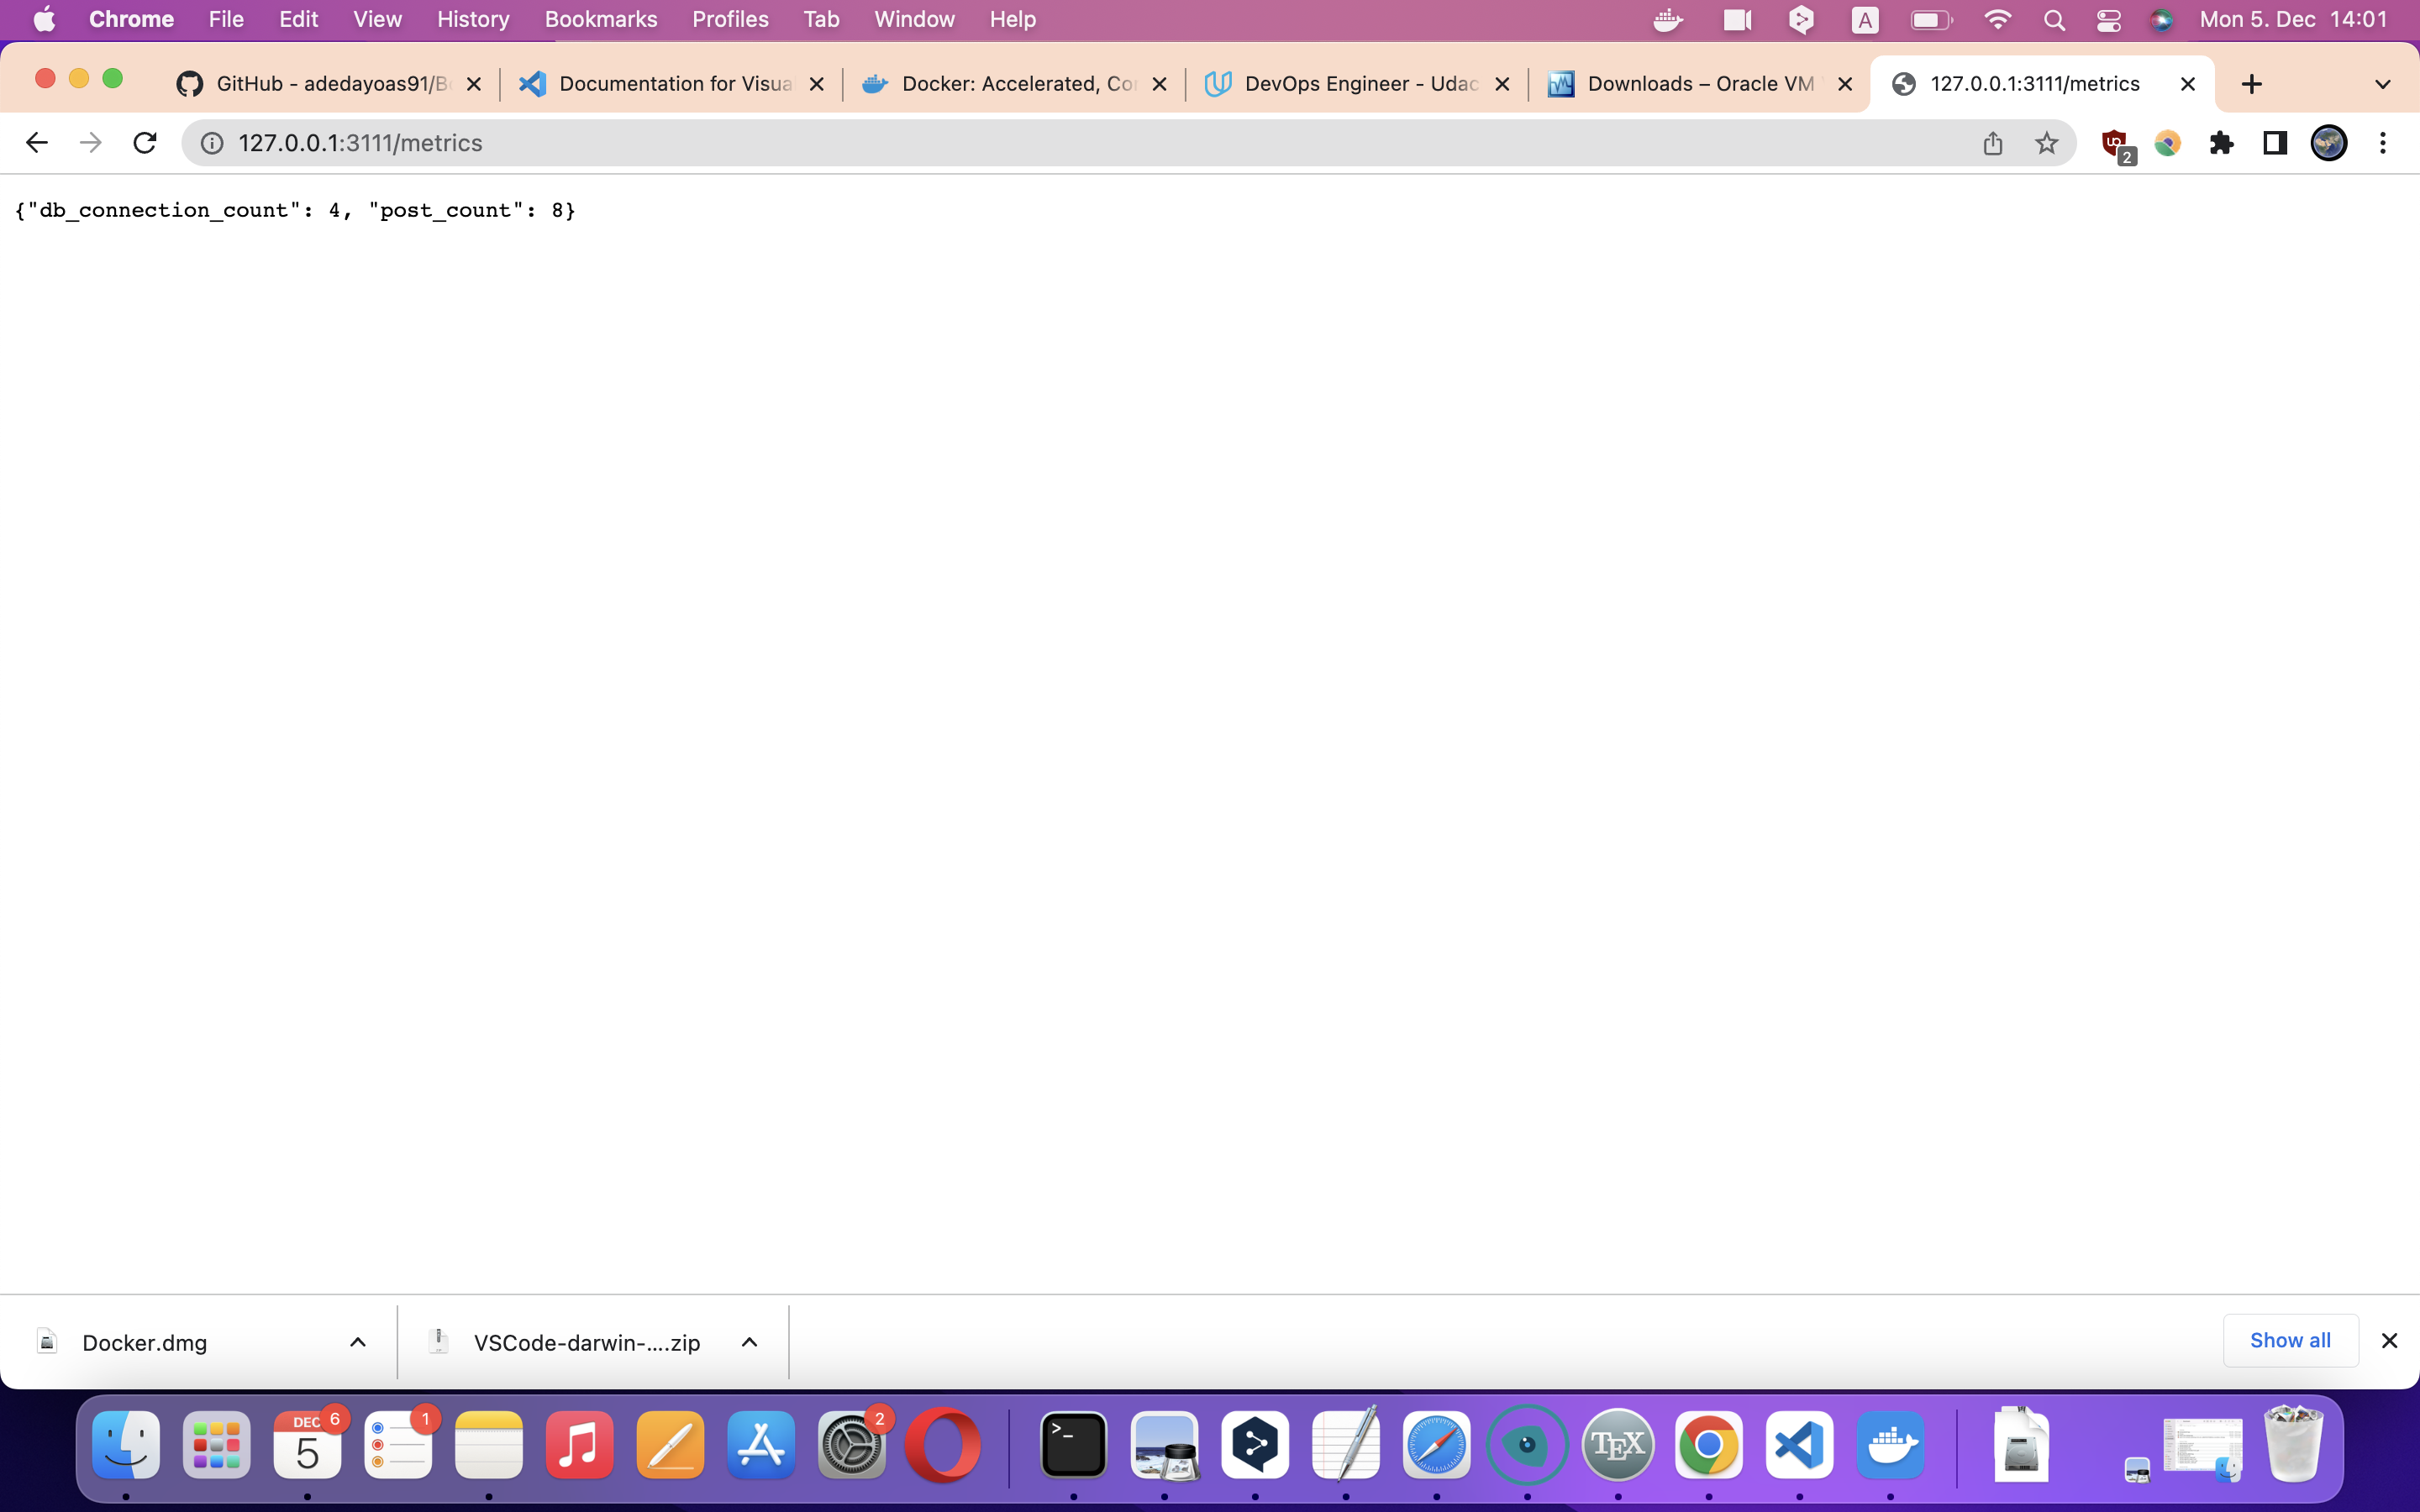 Chrome File Edit View History Bookmarks Profiles Tab Window Help A Mon 5. Dec 14:01
GitHub - adedayoas91/B Documentation for Visua Docker: Accelerated, Co DevOps Engineer - Udac Downloads – Oracle VM 127.0.0.1:3111/metrics
127.0.0.1:3111/metrics 2
{"db_connection_count": 4, "post_count": 8}
Docker.dmg VSCode-darwin-....zip Show all
DEC 6 1 2
5 >_ TEX